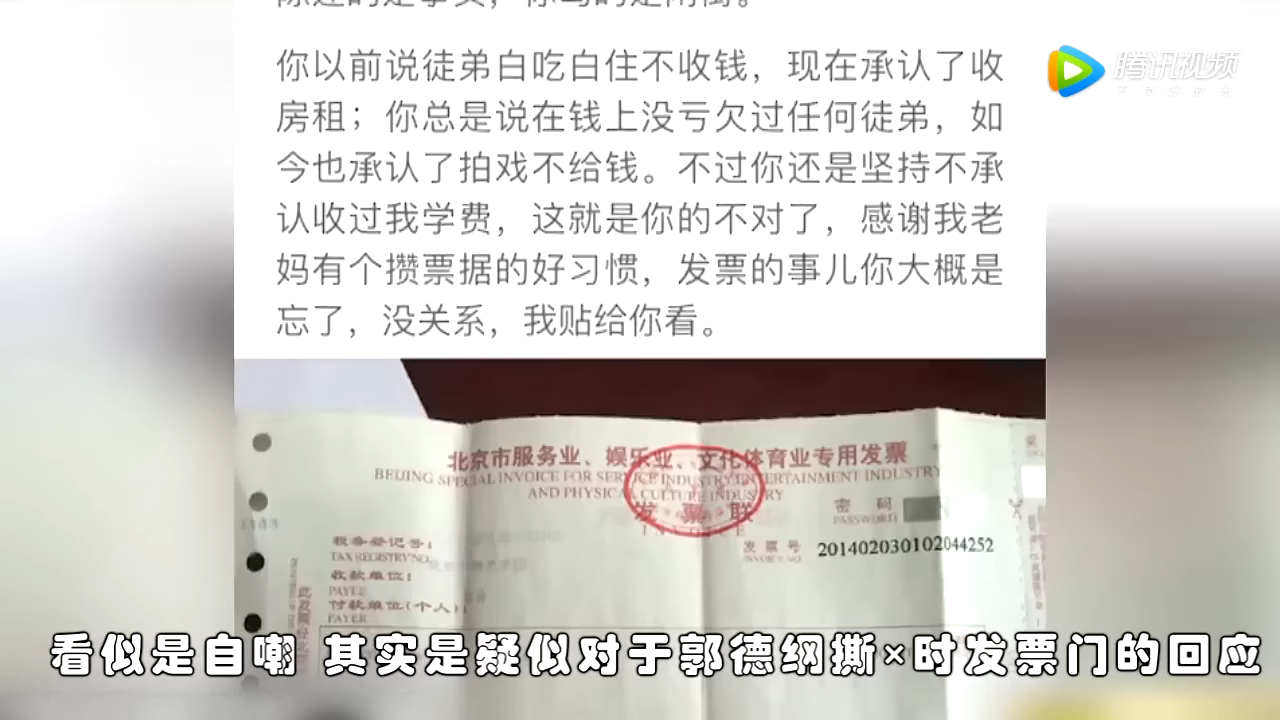 你以前说徒弟白吃白住不收钱，现在承认了收
腾讯视频
房租；你总是说在钱上没亏欠过任何徒弟，如
今也承认了拍戏不给钱。不过你还是坚持不承
认收过我学费，这就是你的不对了，感谢我老
妈有个攒票据的好习惯，发票的事儿你大概是
忘了，没关系，我贴给你看。
北京市服务业、娱乐业、文化体育业专用发票
BEIJING SPECIAL INVOICE FOR SERVICE INDUSTRY ENTERTAINMENT INDUSTRY
AND PHYSICAL CULTURE INDUSTRY
发票联
INVOICE
密码
PASSWORD
发票号 201402030102044252
INVOICE NO
税务登记号：
TAX REGISTRY NO.
收款单位：
PAYEE
付款单位(个人)：
PAYER
看似是自嘲 其实是疑似对于郭德纲撕×时发票门的回应